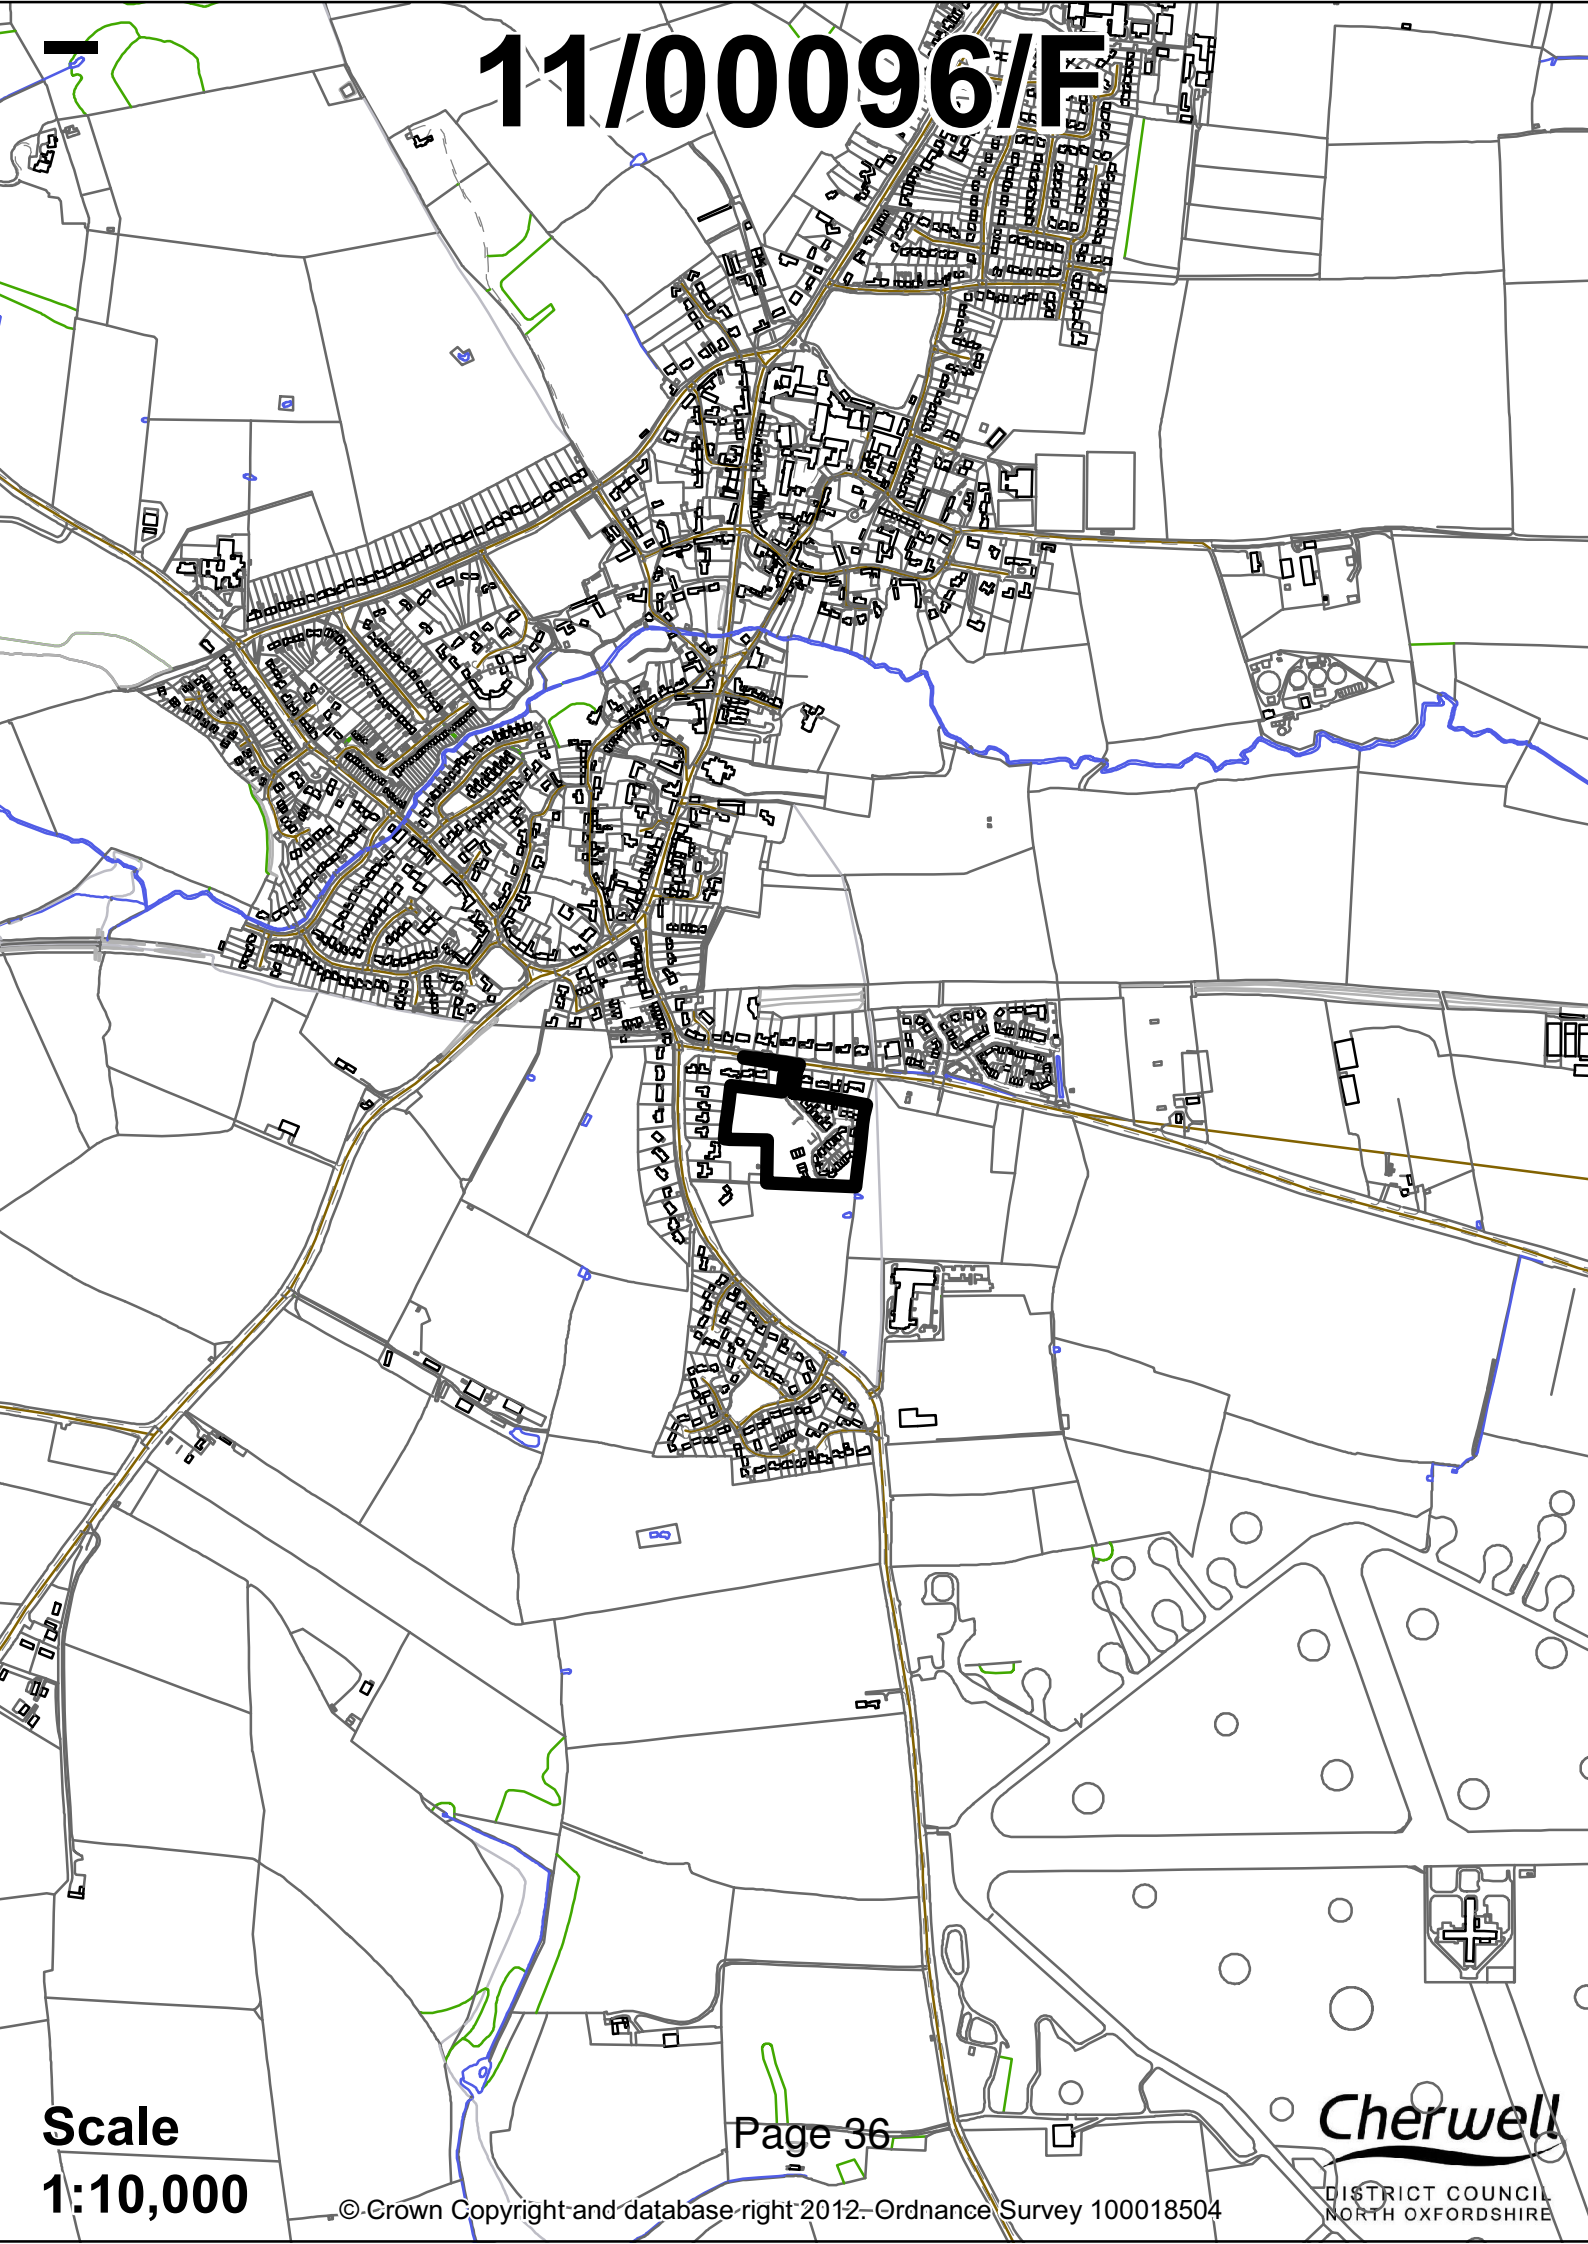 11/00096/F
Scale
1:10,000
Page 36
© Crown Copyright and database right 2012. Ordnance Survey 100018504
Cherwell
DISTRICT COUNCIL
NORTH OXFORDSHIRE